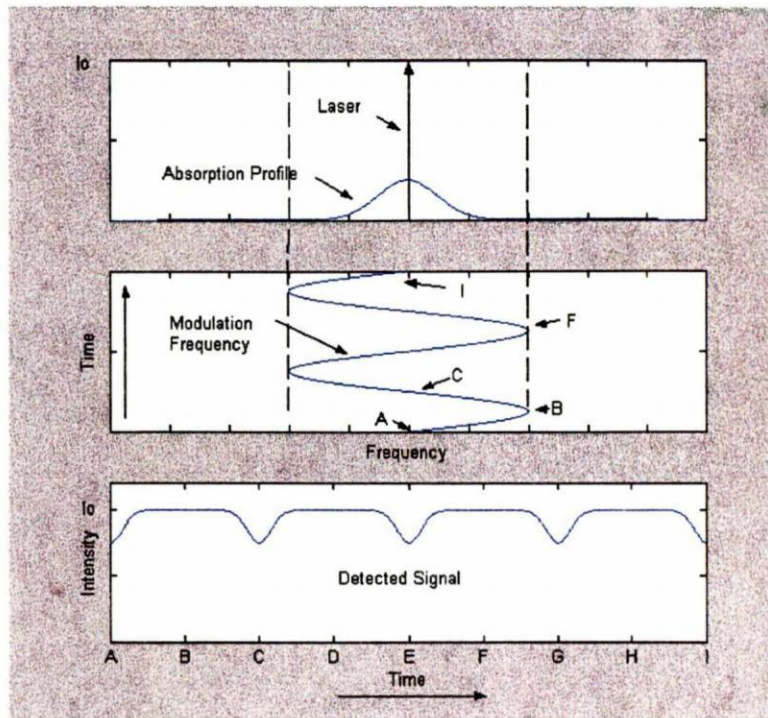 Io
Laser
Absorption Profile
I
Modulation
Frequency
F
Time
C
A
B
Frequency
Io
Intensity
Detected Signal
A B C D E F G H I
Time